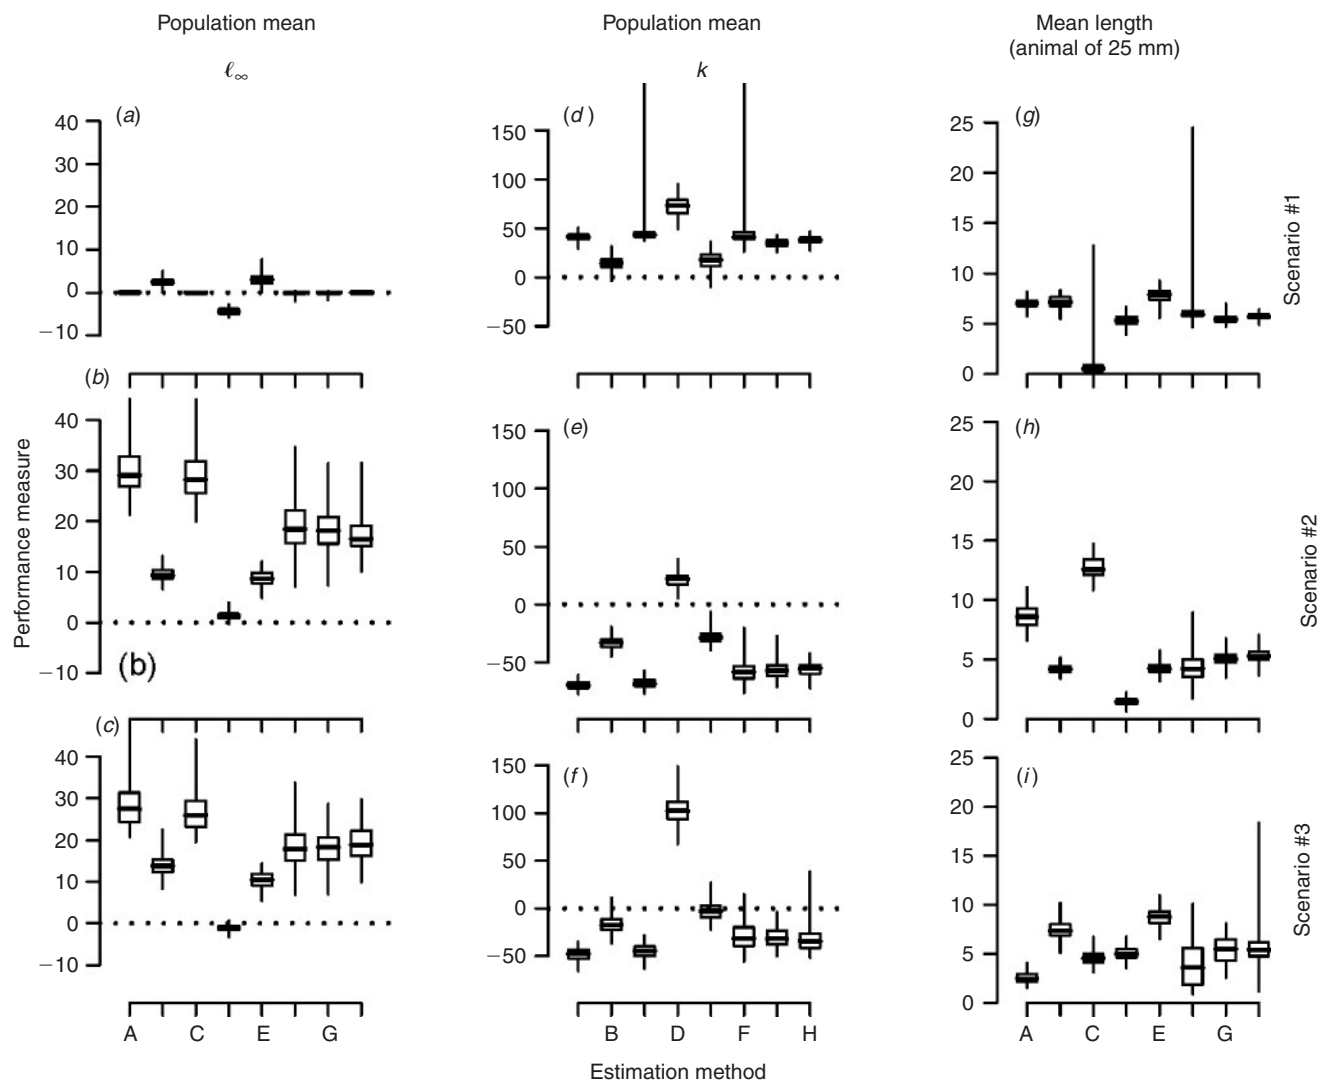 Population mean
ℓ∞
Population mean
k
Mean length
(animal of 25 mm)
(a)
40
30
20
10
0
−10
(d)
150
100
50
0
−50
(g)
25
20
15
10
5
0
Scenario #1
(b)
40
30
20
10
0
−10
(b)
(e)
150
100
50
0
−50
(h)
25
20
15
10
5
0
Scenario #2
Performance measure
(c)
40
30
20
10
0
−10
A C E G
(f)
150
100
50
0
−50
B D F H
(i)
25
20
15
10
5
0
A C E G
Scenario #3
Estimation method